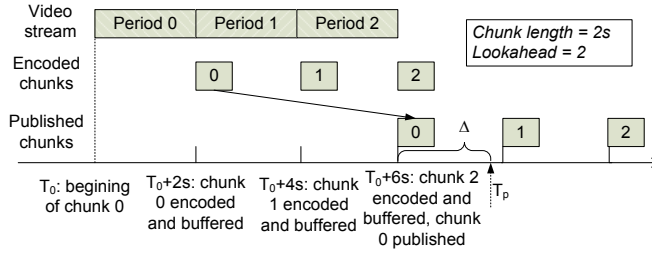 Video stream
Period 0
Period 1
Period 2
Chunk length = 2s
Lookahead = 2
Encoded chunks
0
1
2
Published chunks
0
Δ
1
2
T0: begining of chunk 0
T0+2s: chunk 0 encoded and buffered
T0+4s: chunk 1 encoded and buffered
T0+6s: chunk 2 encoded and buffered, chunk 0 published
Tp